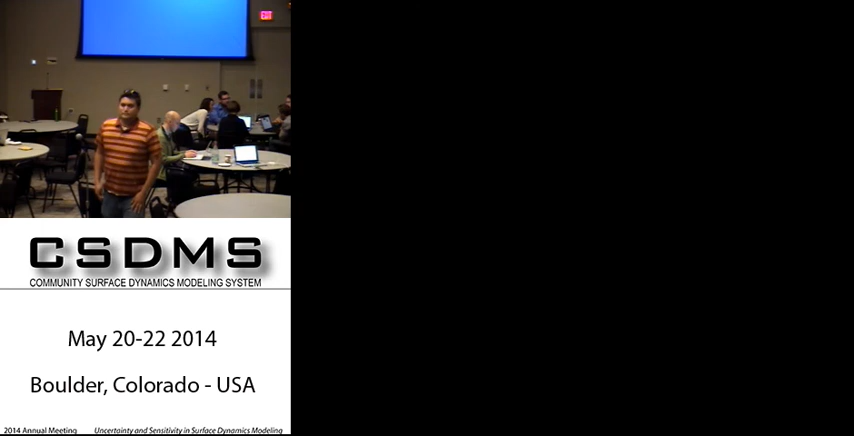 CSDMS
COMMUNITY SURFACE DYNAMICS MODELING SYSTEM
May 20-22 2014
Boulder, Colorado - USA
2014 Annual Meeting Uncertainty and Sensitivity in Surface Dynamics Modeling